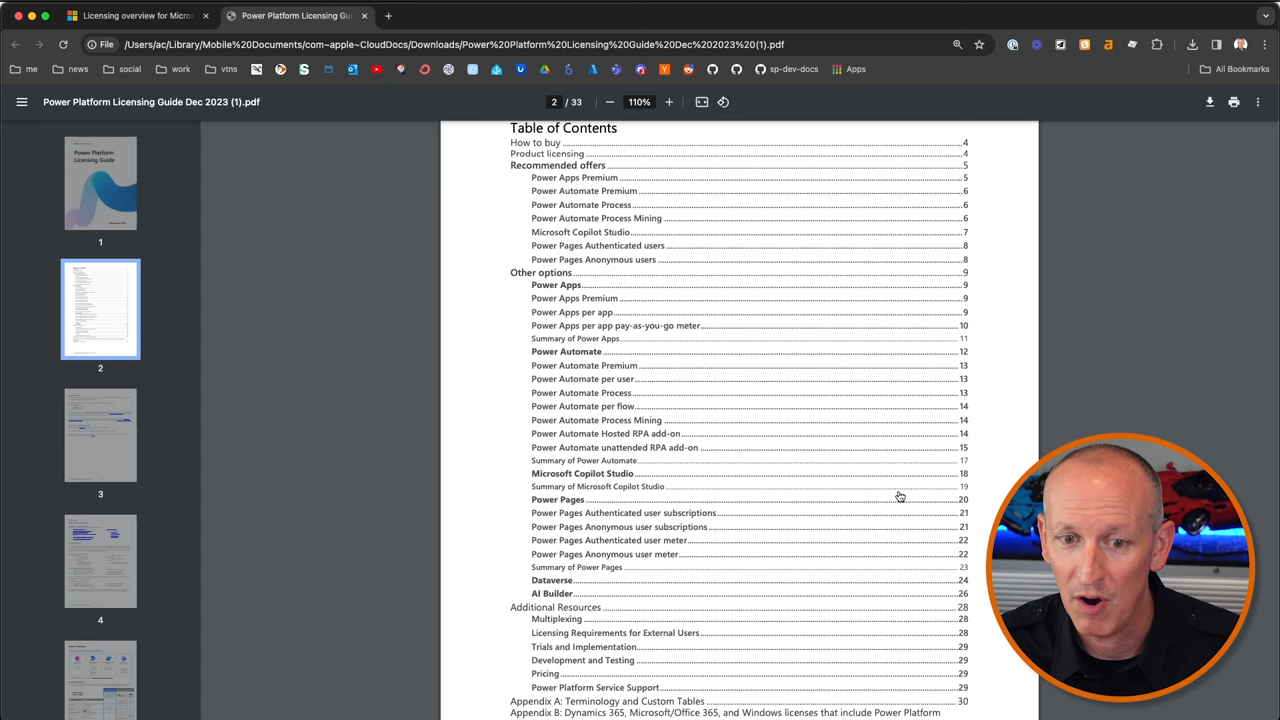 Licensing overview for Micros
Power Platform Licensing Gu
File
/Users/ac/Library/Mobile%20Documents/com~apple~CloudDocs/Downloads/Power%20Platform%20Licensing%20Guide%20Dec%202023%20(1).pdf
me
news
social
work
vtns
sp-dev-docs
Apps
All Bookmarks
Power Platform Licensing Guide Dec 2023 (1).pdf
2 / 33
110%
Power Platform
Licensing Guide
1
2
3
4
Table of Contents
How to buy 4
Product licensing 4
Recommended offers 5
Power Apps Premium 5
Power Automate Premium 6
Power Automate Process 6
Power Automate Process Mining 6
Microsoft Copilot Studio 7
Power Pages Authenticated users 8
Power Pages Anonymous users 8
Other options 9
Power Apps 9
Power Apps Premium 9
Power Apps per app 9
Power Apps per app pay-as-you-go meter 10
Summary of Power Apps 11
Power Automate 12
Power Automate Premium 13
Power Automate per user 13
Power Automate Process 13
Power Automate per flow 14
Power Automate Process Mining 14
Power Automate Hosted RPA add-on 14
Power Automate unattended RPA add-on 15
Summary of Power Automate 17
Microsoft Copilot Studio 18
Summary of Microsoft Copilot Studio 19
Power Pages 20
Power Pages Authenticated user subscriptions 21
Power Pages Anonymous user subscriptions 21
Power Pages Authenticated user meter 22
Power Pages Anonymous user meter 22
Summary of Power Pages 23
Dataverse 24
AI Builder 26
Additional Resources 28
Multiplexing 28
Licensing Requirements for External Users 28
Trials and Implementation 29
Development and Testing 29
Pricing 29
Power Platform Service Support 29
Appendix A: Terminology and Custom Tables 30
Appendix B: Dynamics 365, Microsoft/Office 365, and Windows licenses that include Power Platform